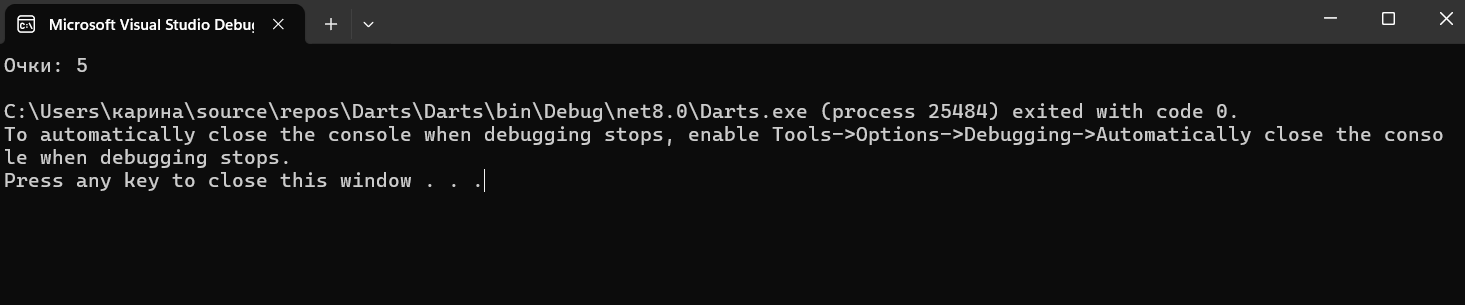 Microsoft Visual Studio Debu
Очки: 5
C:\Users\карина\source\repos\Darts\Darts\bin\Debug\net8.0\Darts.exe (process 25484) exited with code 0.
To automatically close the console when debugging stops, enable Tools->Options->Debugging->Automatically close the conso
le when debugging stops.
Press any key to close this window . . .